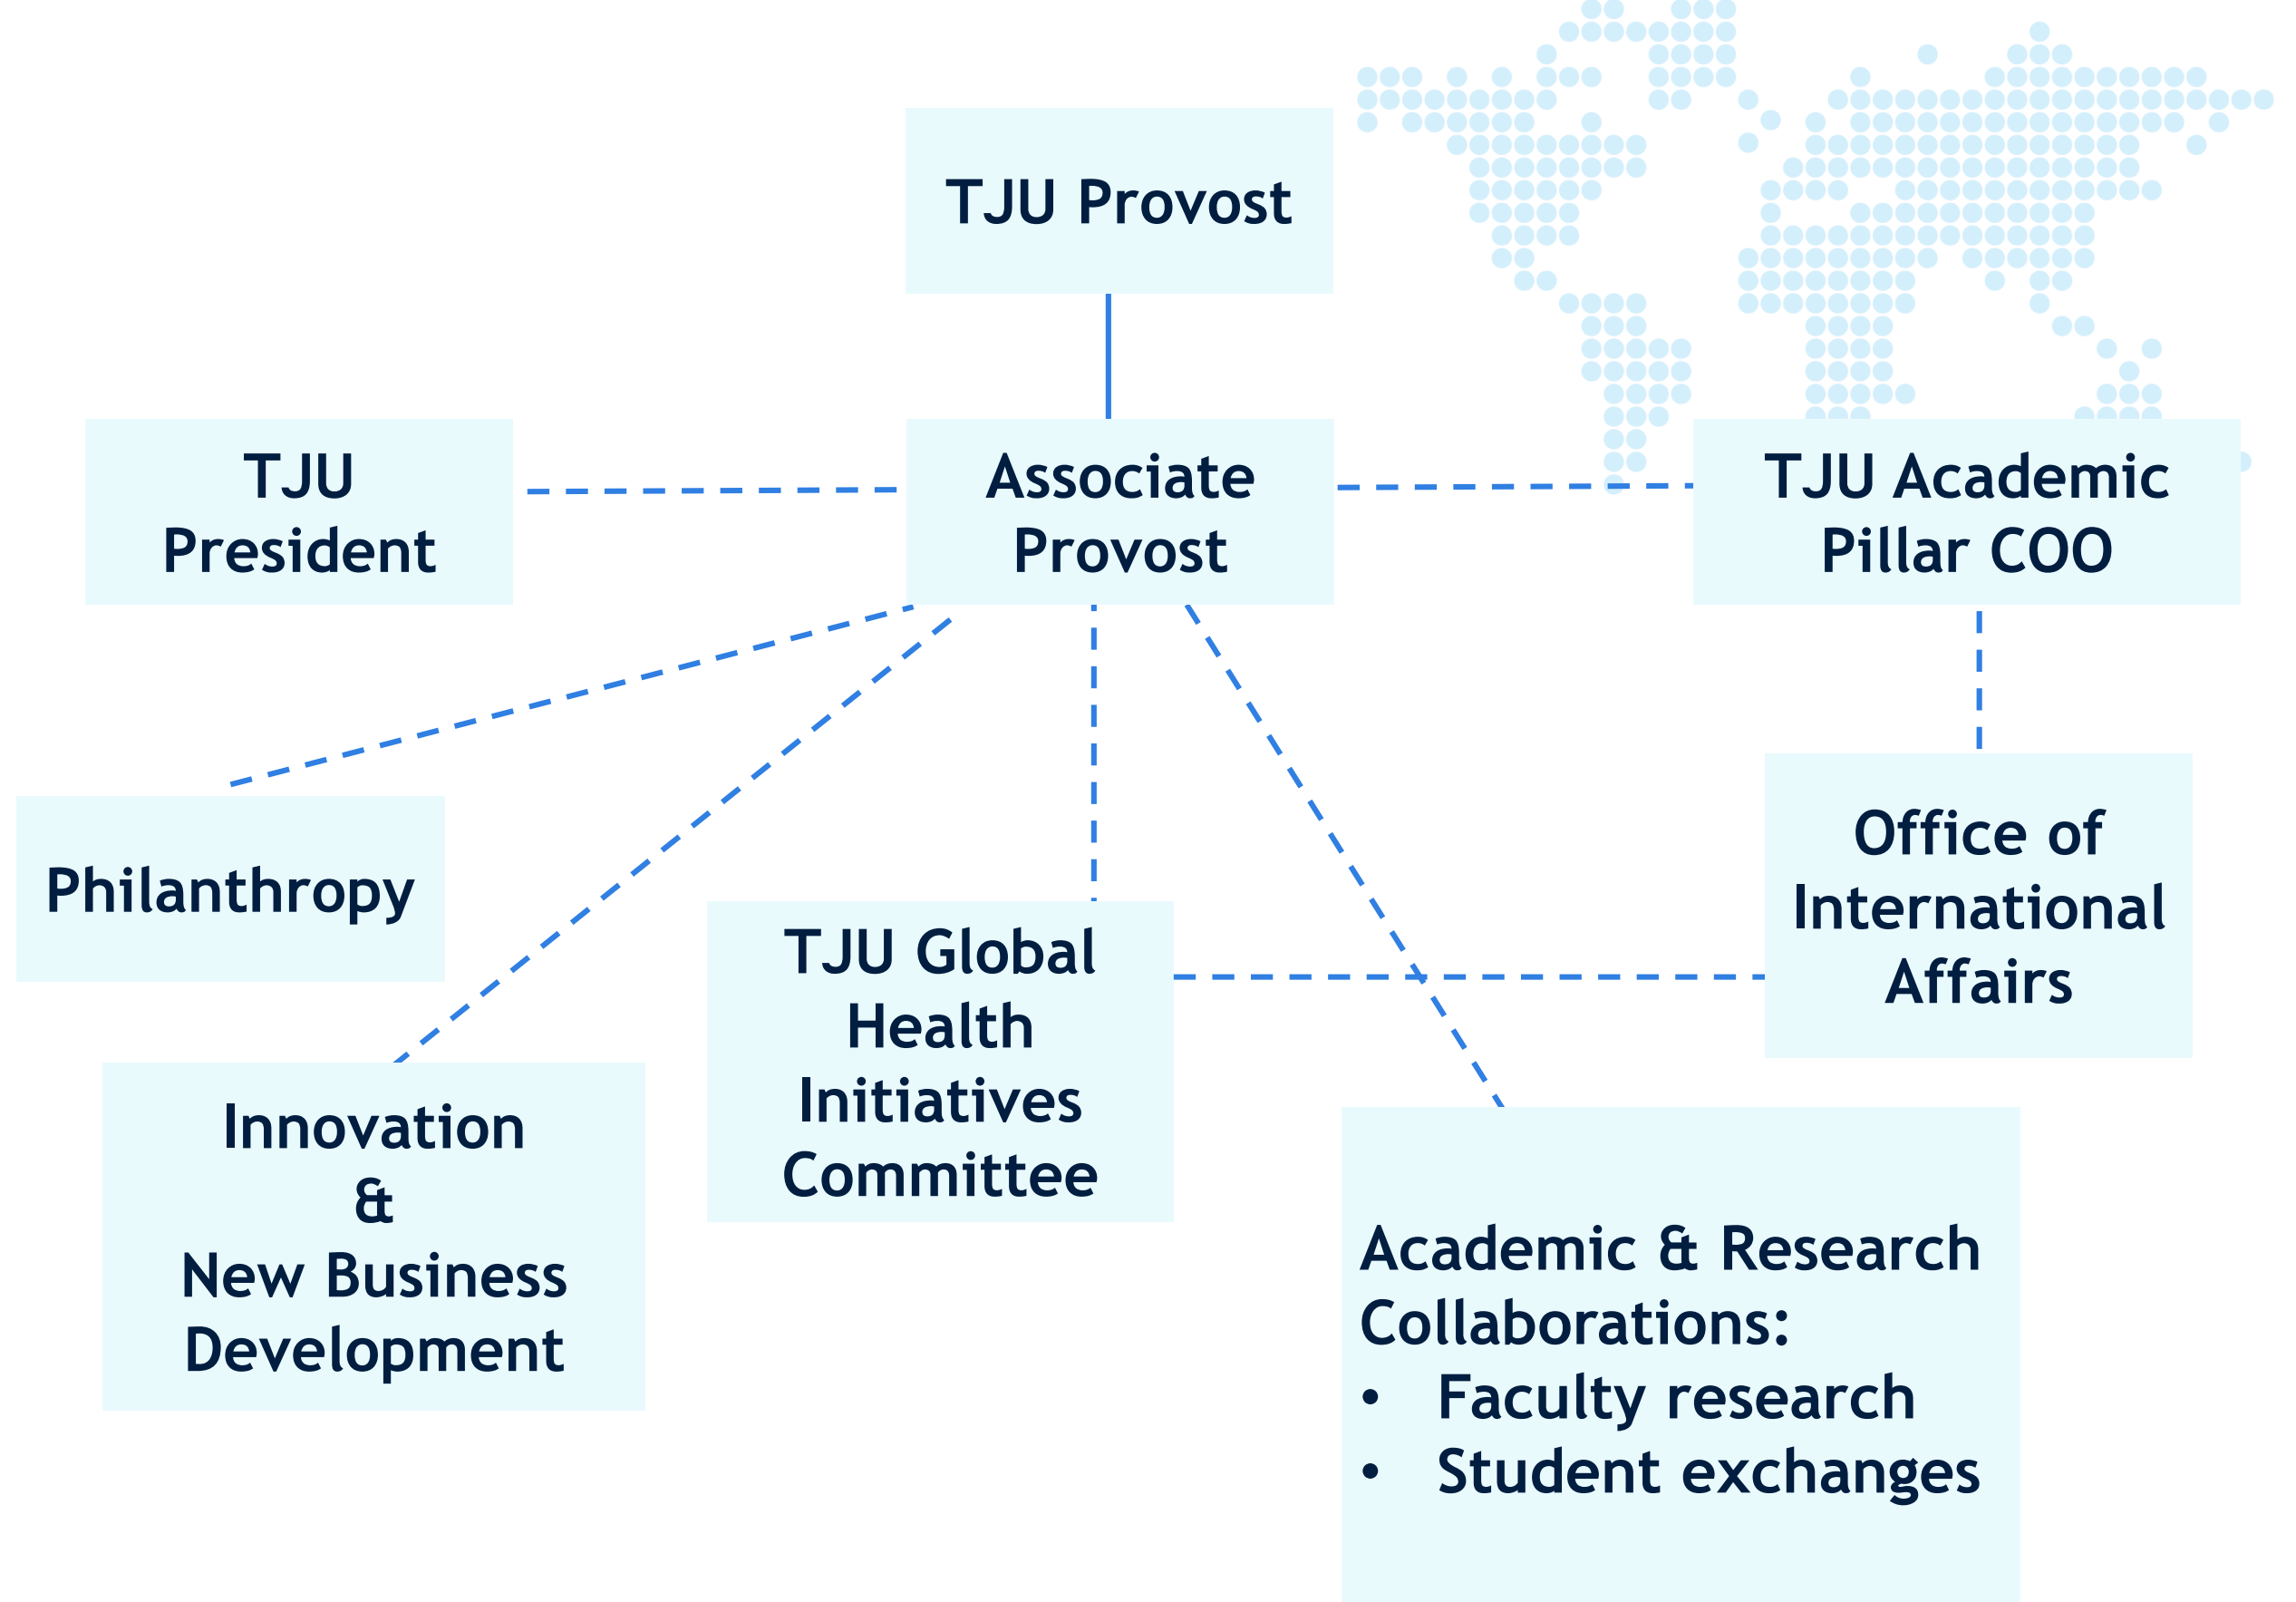 TJU Provost
TJU
President
Associate
Provost
TJU Academic
Pillar COO
Philanthropy
Office of
International
Affairs
TJU Global
Health
Initiatives
Committee
Innovation
&
New Business
Development
Academic & Research
Collaborations:
• Faculty research
• Student exchanges